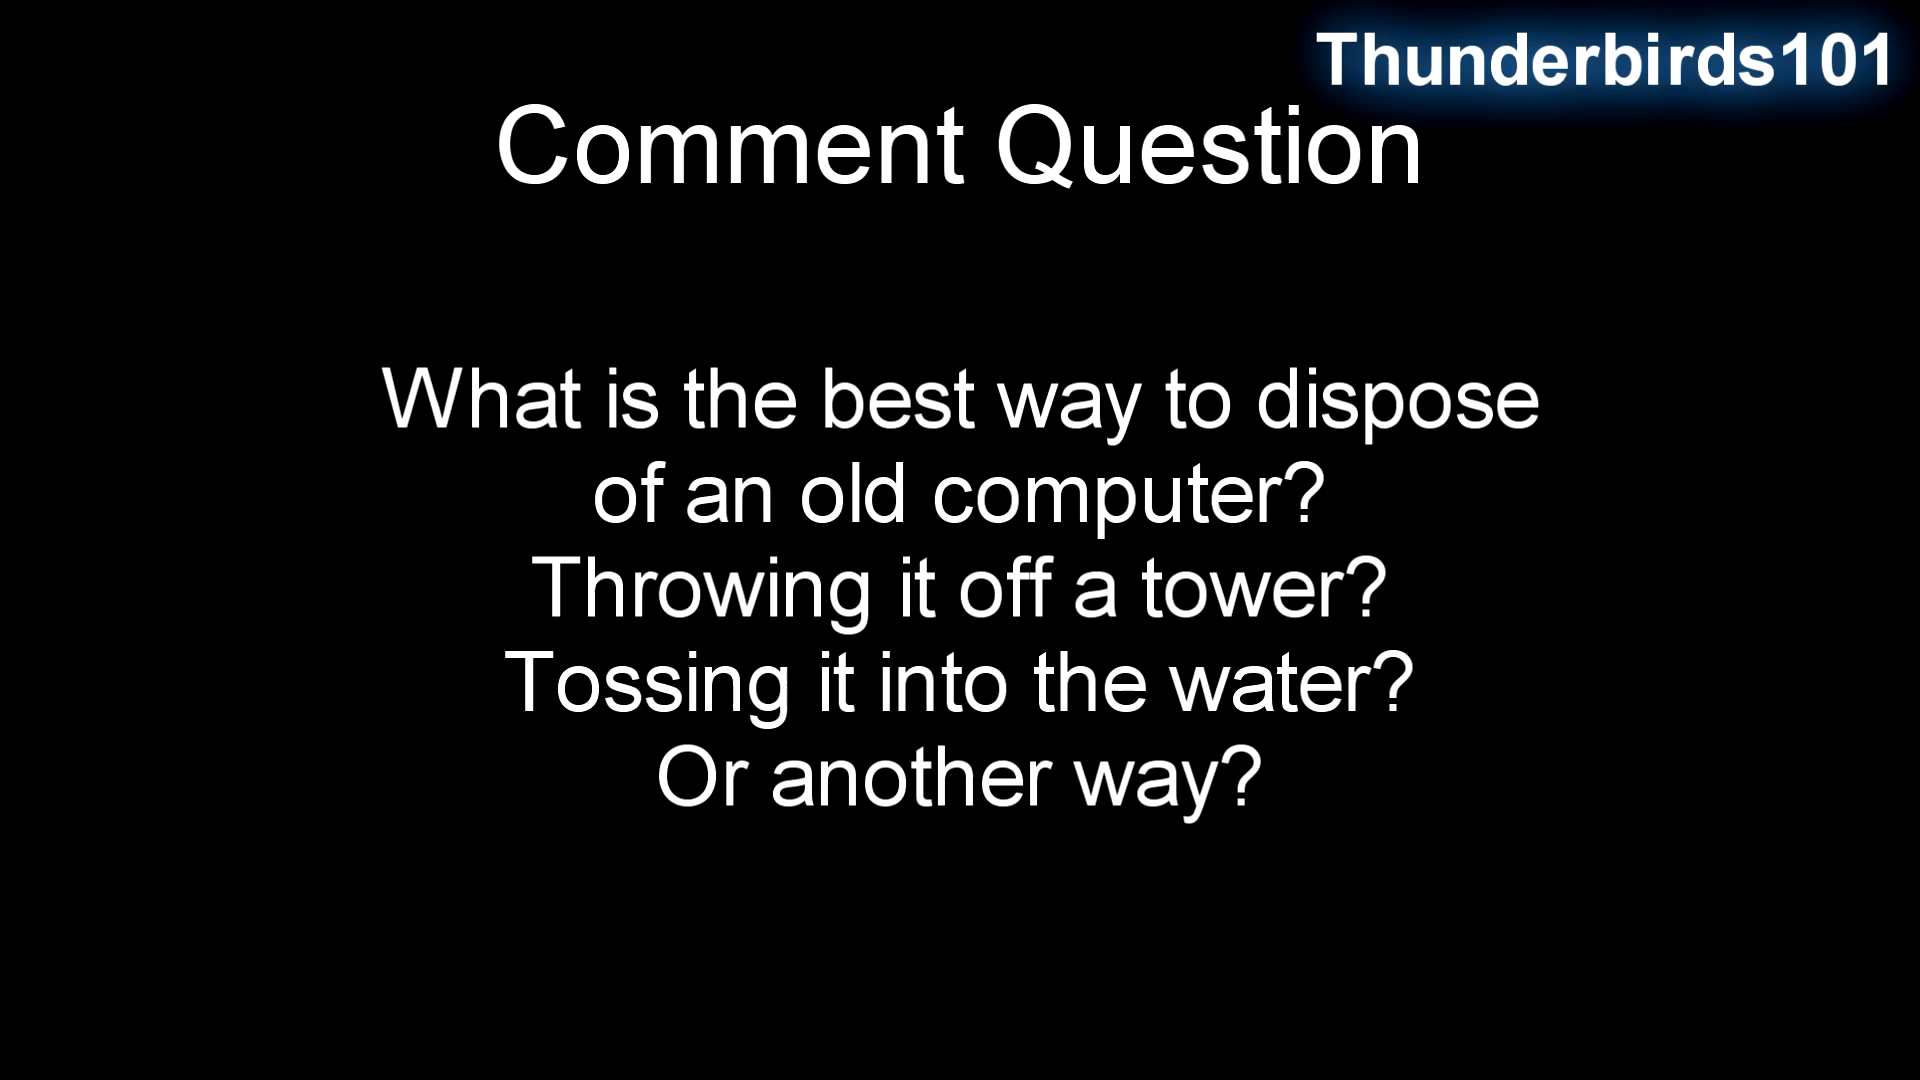 Thunderbirds101
Comment Question
What is the best way to dispose
of an old computer?
Throwing it off a tower?
Tossing it into the water?
Or another way?